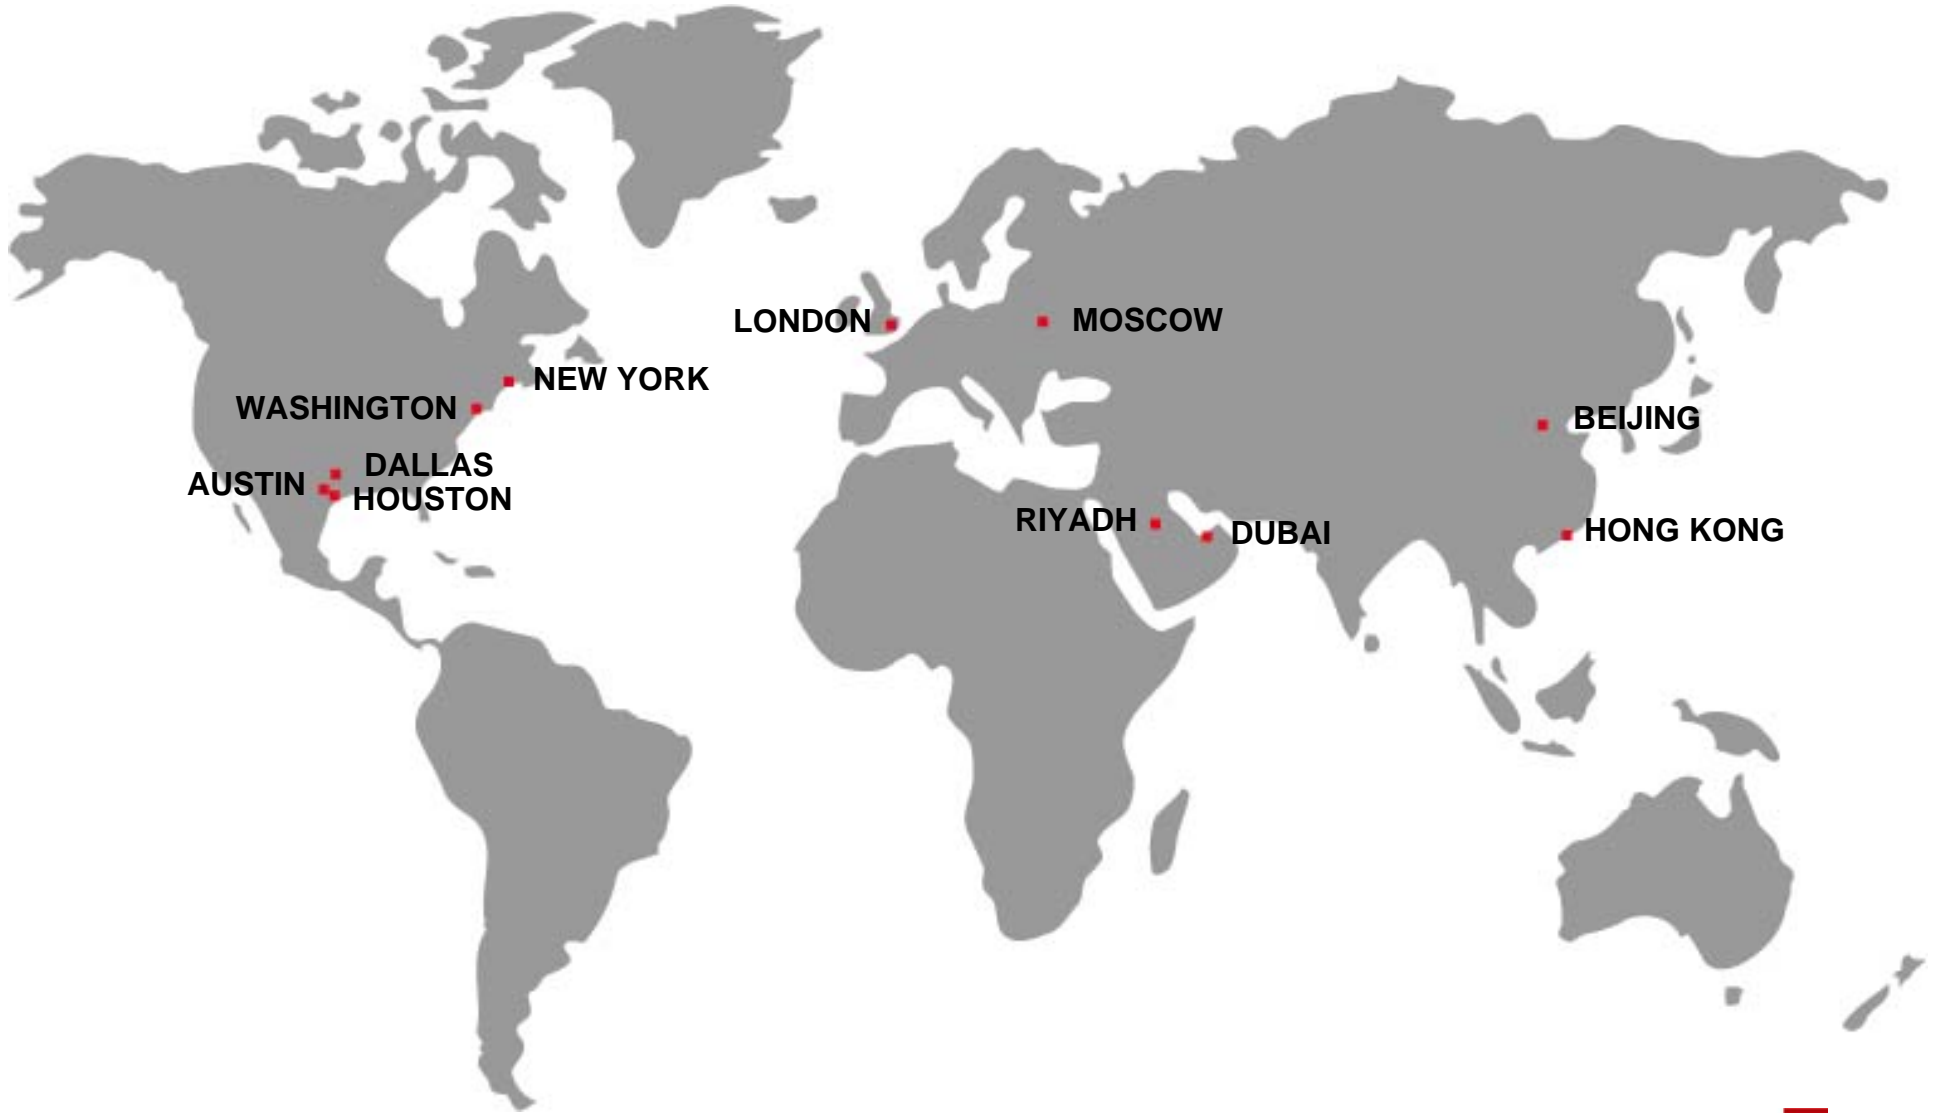 LONDON
MOSCOW
NEW YORK
WASHINGTON
BEIJING
DALLAS
AUSTIN
HOUSTON
RIYADH
DUBAI
HONG KONG